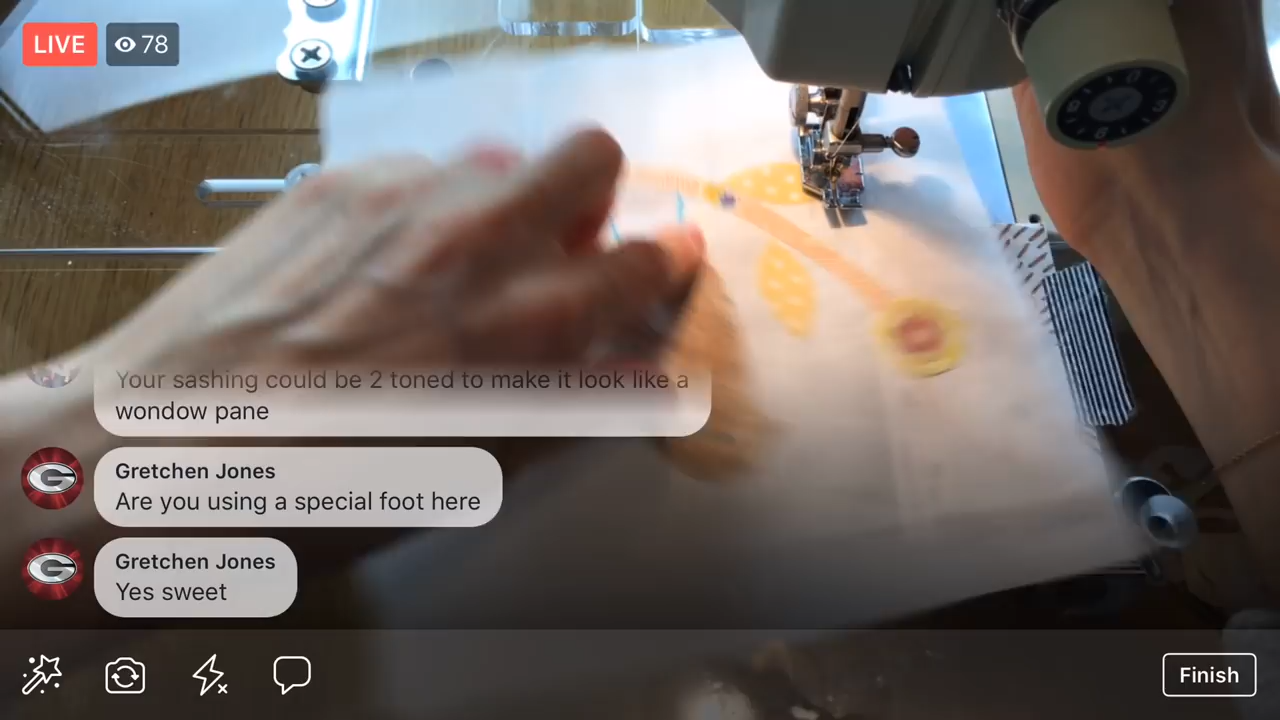 LIVE
78
Your sashing could be 2 toned to make it look like a
wondow pane
Gretchen Jones
Are you using a special foot here
Gretchen Jones
Yes sweet
Finish